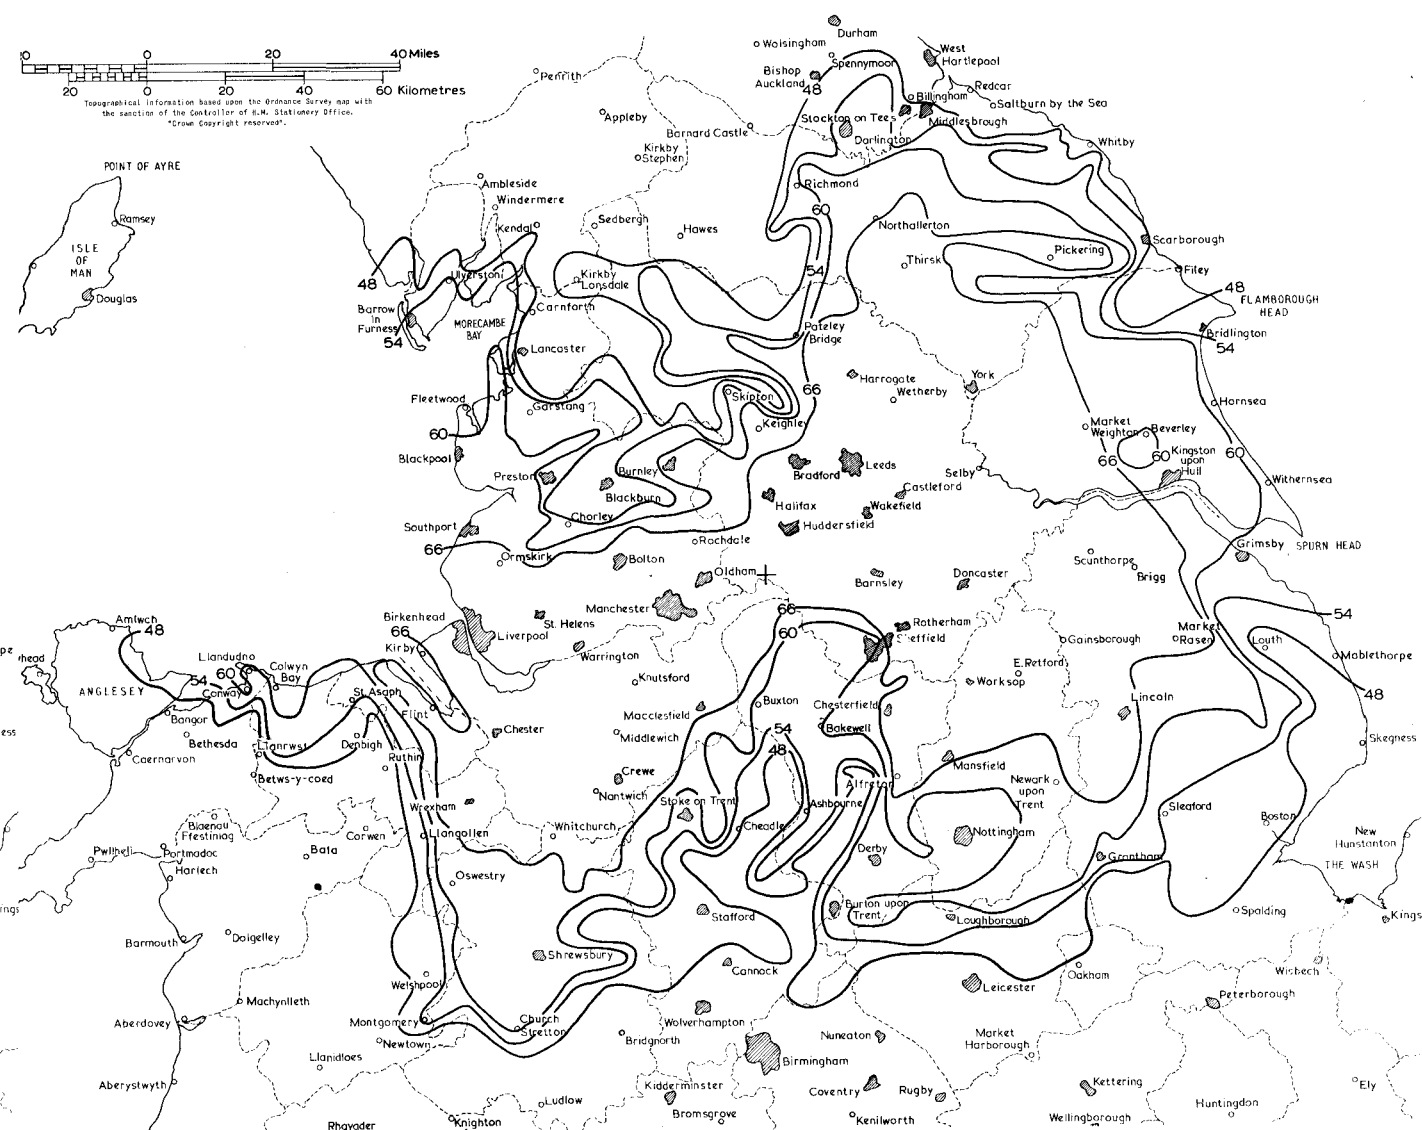 10 0 20 40 Miles
20 0 20 40 60 Kilometres
Topographical information based upon the Ordnance Survey map with
the sanction of the Controller of H.M. Stationery Office.
"Crown Copyright reserved".
Durham
Wolsingham
Spennymoor
West
Hartlepool
Bishop
Auckland
48
Redcar
Billingham
Saltburn by the Sea
Penrith
Appleby
Stockton on Tees
Middlesbrough
Barnard Castle
Darlington
Whitby
Kirkby
Stephen
POINT OF AYRE
Ambleside
Richmond
Windermere
Ramsey
Kendal
Sedbergh
Hawes
60
Northallerton
ISLE
OF
MAN
Scarborough
Pickering
Thirsk
Filey
48
Ulverston
Kirkby
Lonsdale
54
48
FLAMBOROUGH
HEAD
Douglas
Barrow
in
Furness
54
MORECAMBE
BAY
Carnforth
Pateley
Bridge
Bridlington
54
Lancaster
Harrogate
York
66
Wetherby
Skipton
Fleetwood
Garstang
Hornsea
60
Keighley
Market
Weighton
Beverley
66
60
Kingston
upon
Hull
60
Blackpool
Preston
Burnley
Bradford
Leeds
Selby
Withernsea
Blackburn
Halifax
Castleford
Wakefield
Southport
Chorley
Huddersfield
66
Ormskirk
Rochdale
Grimsby
SPURN HEAD
Bolton
Oldham
Barnsley
Doncaster
Scunthorpe
Brigg
Manchester
66
54
Amlwch
48
Birkenhead
66
Kirby
Liverpool
St. Helens
60
Rotherham
Sheffield
Gainsborough
Market
Rasen
Louth
Warrington
Mablethorpe
head
Llandudno
60
Colwyn
Bay
54
Conway
ANGLESEY
St. Asaph
Flint
Knutsford
E. Retford
Worksop
48
Bangor
Macclesfield
Buxton
Chesterfield
Lincoln
Bethesda
Llanrwst
Denbigh
Chester
Middlewich
54
Bakewell
48
Skegness
Caernarvon
Ruthin
Betws-y-coed
Crewe
Nantwich
Alfreton
Mansfield
Newark
upon
Trent
Wrexham
Stoke on Trent
Ashbourne
Sleaford
Blaenau
Ffestiniog
Corwen
Llangollen
Whitchurch
Cheadle
Nottingham
Boston
New
Hunstanton
Pwllheli
Portmadoc
Bala
Derby
Grantham
THE WASH
Harlech
Oswestry
Stafford
Burton upon
Trent
Loughborough
Spalding
Kings
Barmouth
Dolgelley
Shrewsbury
Cannock
Oakham
Wisbech
Welshpool
Leicester
Machynlleth
Peterborough
Aberdovey
Montgomery
Church
Stretton
Wolverhampton
Newtown
Bridgnorth
Nuneaton
Market
Harborough
Llanidloes
Birmingham
Aberystwyth
Kidderminster
Coventry
Rugby
Kettering
Ely
Ludlow
Bromsgrove
Kenilworth
Wellingborough
Huntingdon
Rhayader
Knighton